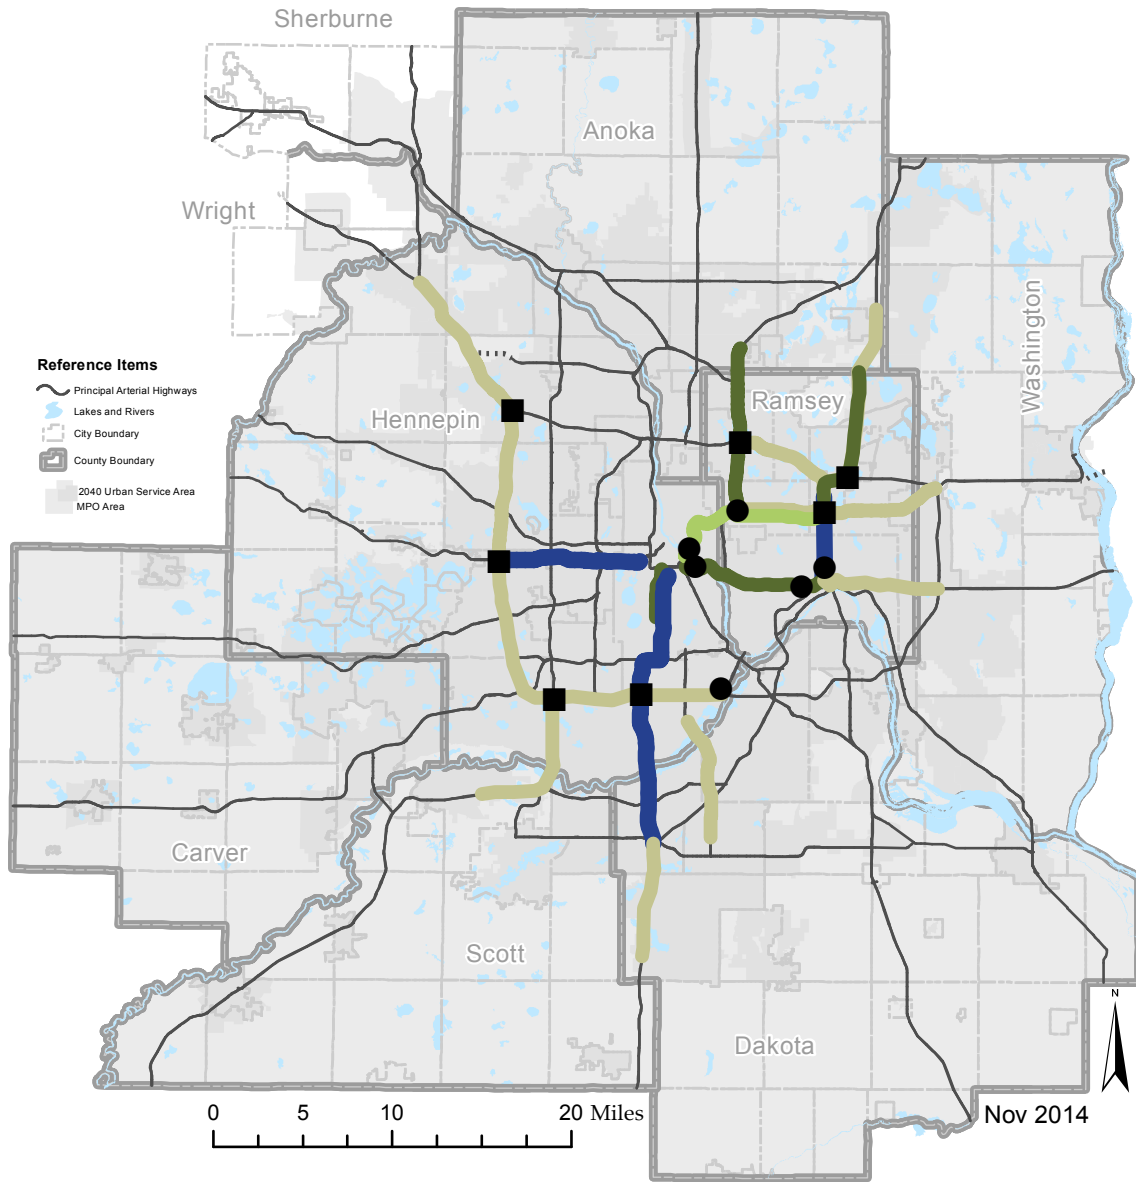 Sherburne
Anoka
Wright
Washington
Reference Items
Principal Arterial Highways
Lakes and Rivers
City Boundary
County Boundary
2040 Urban Service Area
MPO Area
Hennepin
Ramsey
Carver
Scott
Dakota
N
0 5 10 20 Miles
Nov 2014